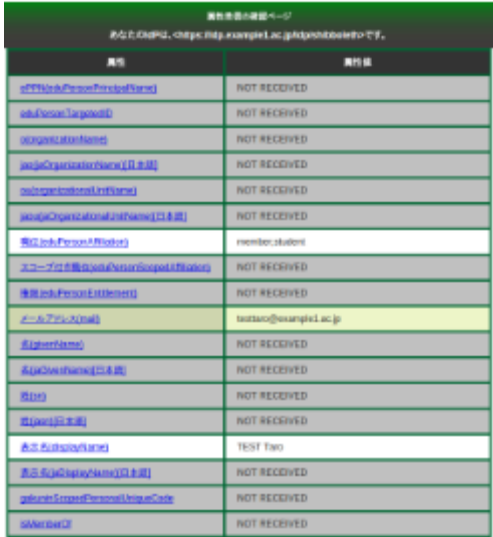 属性受信の確認ページ
あなたのIdPは、<https://idp.example1.ac.jp/idp/shibboleth>です。
属性 属性値
ePPN(eduPersonPrincipalName) NOT RECEIVED
eduPersonTargetedID NOT RECEIVED
o(organizationName) NOT RECEIVED
jao(jaOrganizationName)[日本語] NOT RECEIVED
ou(organizationalUnitName) NOT RECEIVED
jaou(jaOrganizationalUnitName)[日本語] NOT RECEIVED
職位(eduPersonAffiliation) member;student
スコープ付き職位(eduPersonScopedAffiliation) NOT RECEIVED
権限(eduPersonEntitlement) NOT RECEIVED
メールアドレス(mail) testtaro@example1.ac.jp
名(givenName) NOT RECEIVED
名(jaGivenName)[日本語] NOT RECEIVED
姓(sn) NOT RECEIVED
姓(jasn)[日本語] NOT RECEIVED
表示名(displayName) TEST Taro
表示名(jaDisplayName)[日本語] NOT RECEIVED
gakuninScopedPersonalUniqueCode NOT RECEIVED
isMemberOf NOT RECEIVED